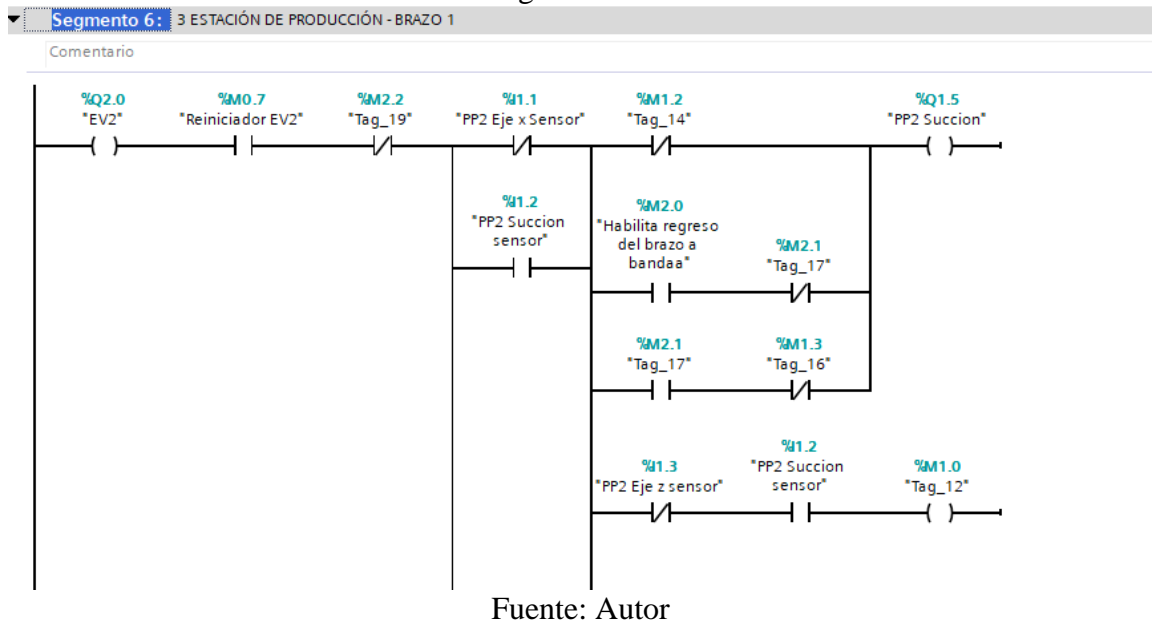 Segmento 6: 3 ESTACIÓN DE PRODUCCIÓN - BRAZO 1
Comentario
%Q2.0
"EV2"
%M0.7
"Reiniciador EV2"
%M2.2
"Tag_19"
%I1.1
"PP2 Eje x Sensor"
%M1.2
"Tag_14"
%Q1.5
"PP2 Succion"
%I1.2
"PP2 Succion
sensor"
%M2.0
"Habilita regreso
del brazo a
bandaa"
%M2.1
"Tag_17"
%M2.1
"Tag_17"
%M1.3
"Tag_16"
%I1.3
"PP2 Eje z sensor"
%I1.2
"PP2 Succion
sensor"
%M1.0
"Tag_12"
Fuente: Autor